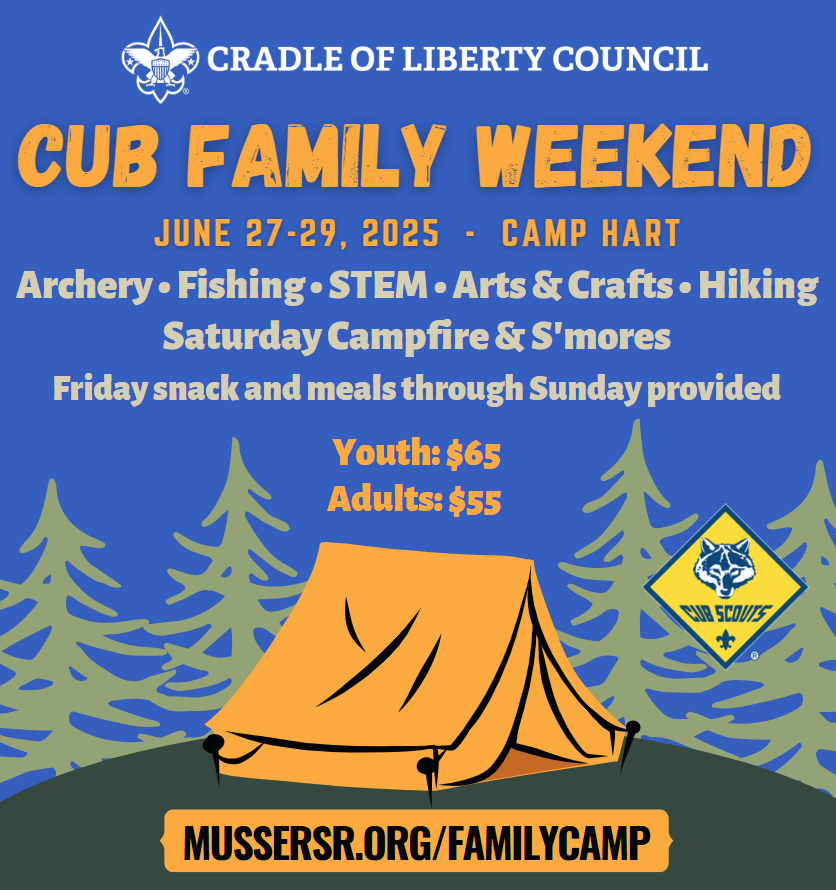 CRADLE OF LIBERTY COUNCIL
CUB FAMILY WEEKEND
JUNE 27-29, 2025 - CAMP HART
Archery • Fishing • STEM • Arts & Crafts • Hiking
Saturday Campfire & S'mores
Friday snack and meals through Sunday provided
Youth: $65
Adults: $55
CUB SCOUTS
®
MUSSERSR.ORG/FAMILYCAMP